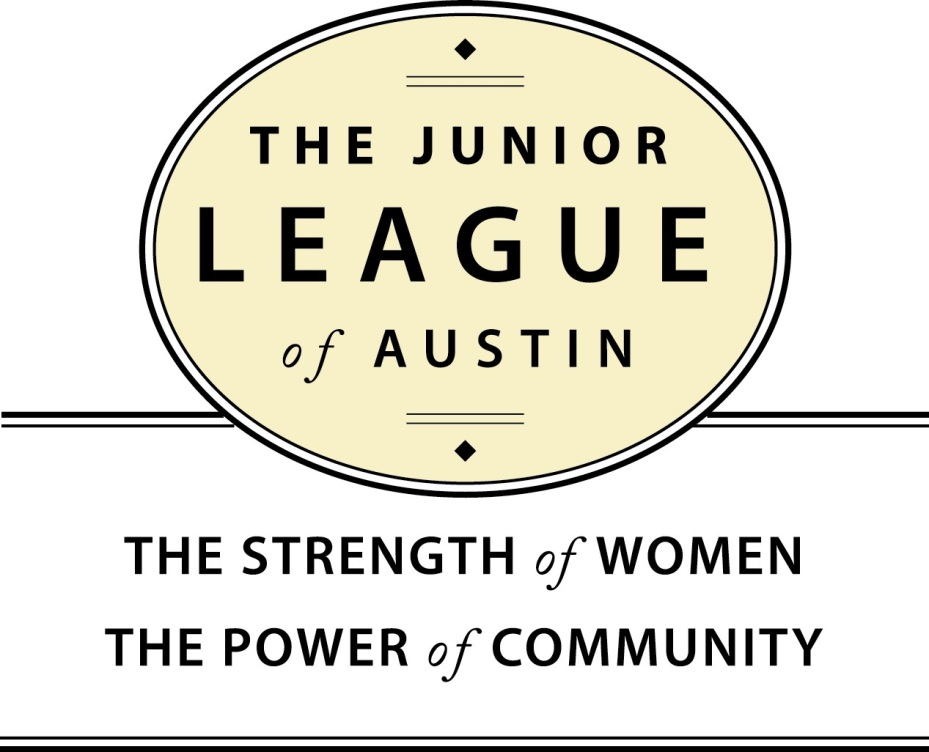 THE JUNIOR
LEAGUE
of AUSTIN
THE STRENGTH of WOMEN
THE POWER of COMMUNITY